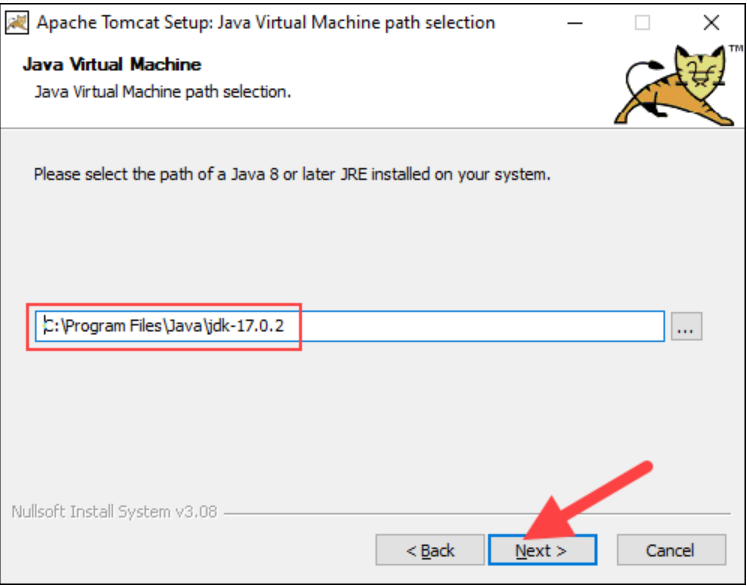 Apache Tomcat Setup: Java Virtual Machine path selection
Java Virtual Machine
Java Virtual Machine path selection.
TM
Please select the path of a Java 8 or later JRE installed on your system.
C:\Program Files\Java\jdk-17.0.2
...
Nullsoft Install System v3.08
< Back
Next >
Cancel